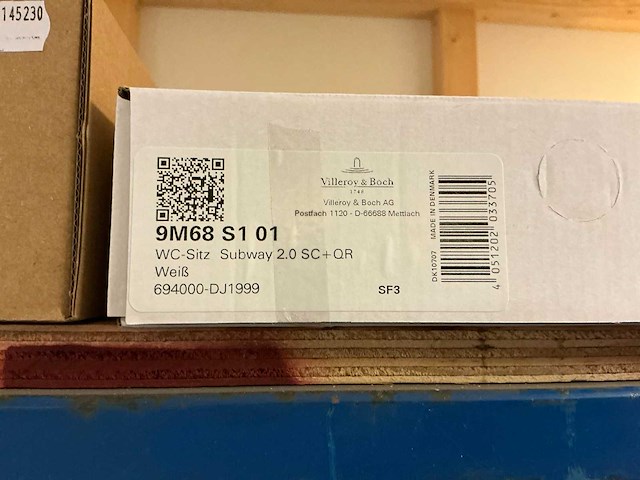 145230
Villeroy & Boch
1748
Villeroy & Boch AG
Postfach 1120 - D-66688 Mettlach
9M68 S1 01
WC-Sitz Subway 2.0 SC+QR
Weiß
694000-DJ1999
SF3
DK10707 MADE IN DENMARK
4 051202 033705